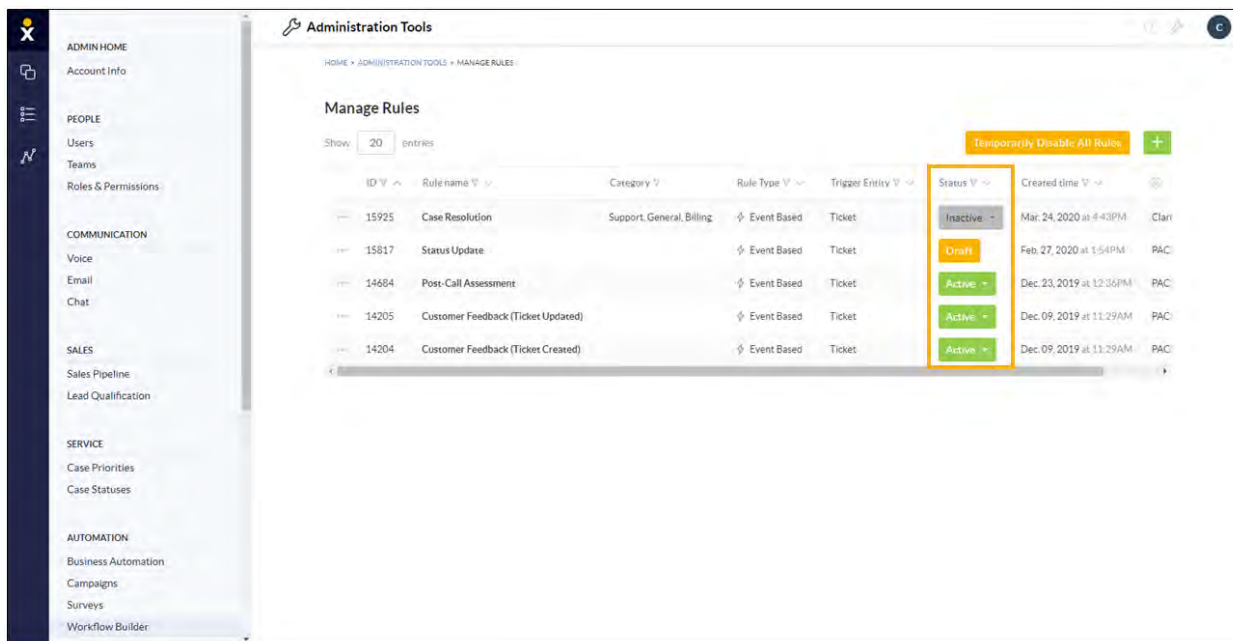 Administration Tools
C
ADMIN HOME
Account Info
PEOPLE
Users
Teams
Roles & Permissions
COMMUNICATION
Voice
Email
Chat
SALES
Sales Pipeline
Lead Qualification
SERVICE
Case Priorities
Case Statuses
AUTOMATION
Business Automation
Campaigns
Surveys
Workflow Builder
HOME » ADMINISTRATION TOOLS » MANAGE RULES
Manage Rules
Show 20 entries
Temporarily Disable All Rules +
ID Rule name Category Rule Type Trigger Entity Status Created time
15925 Case Resolution Support, General, Billing Event Based Ticket Inactive Mar. 24, 2020 at 4:43PM Clar
15817 Status Update Event Based Ticket Draft Feb. 27, 2020 at 1:54PM PAC
14684 Post-Call Assessment Event Based Ticket Active Dec. 23, 2019 at 12:36PM PAC
14205 Customer Feedback (Ticket Updated) Event Based Ticket Active Dec. 09, 2019 at 11:29AM PAC
14204 Customer Feedback (Ticket Created) Event Based Ticket Active Dec. 09, 2019 at 11:29AM PAC